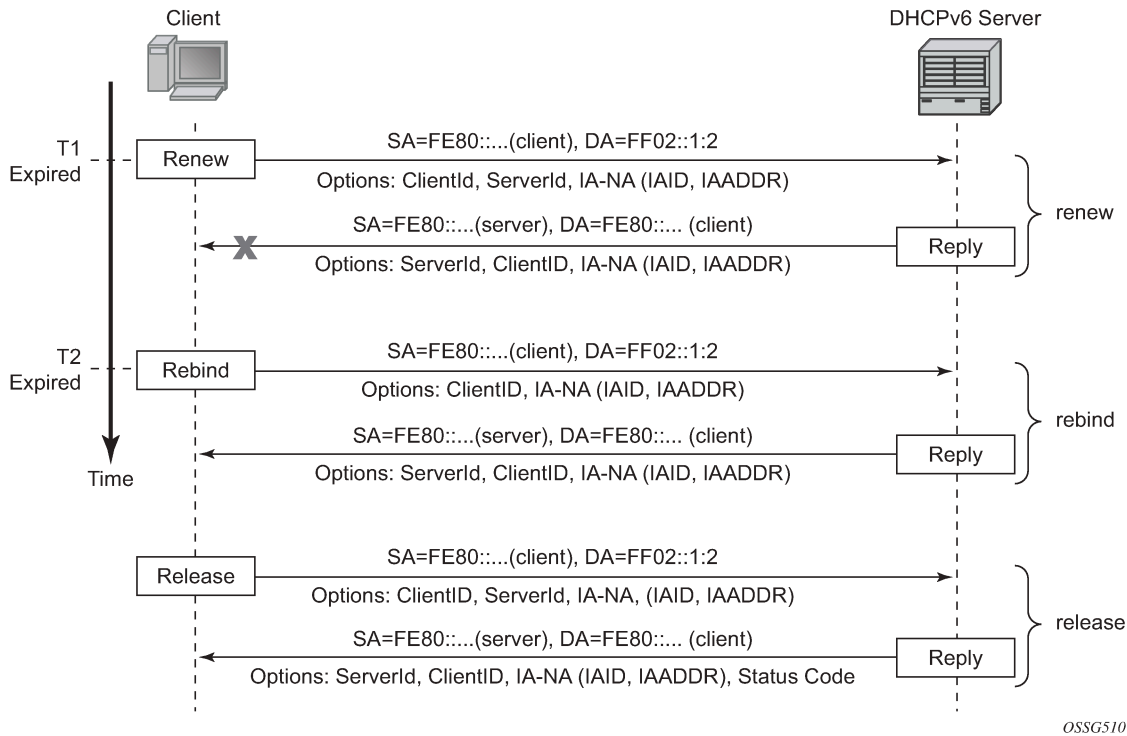 Client
DHCPv6 Server
T1
Expired
Renew
SA=FE80::...(client), DA=FF02::1:2
Options: ClientId, ServerId, IA-NA (IAID, IAADDR)
SA=FE80::...(server), DA=FE80::... (client)
X
Reply
Options: ServerId, ClientID, IA-NA (IAID, IAADDR)
renew
T2
Expired
Rebind
SA=FE80::...(client), DA=FF02::1:2
Options: ClientID, IA-NA (IAID, IAADDR)
SA=FE80::...(server), DA=FE80::... (client)
Reply
Options: ServerId, ClientID, IA-NA (IAID, IAADDR)
rebind
Time
Release
SA=FE80::...(client), DA=FF02::1:2
Options: ClientID, ServerId, IA-NA, (IAID, IAADDR)
SA=FE80::...(server), DA=FE80::... (client)
Reply
Options: ServerId, ClientID, IA-NA (IAID, IAADDR), Status Code
release
OSSG510